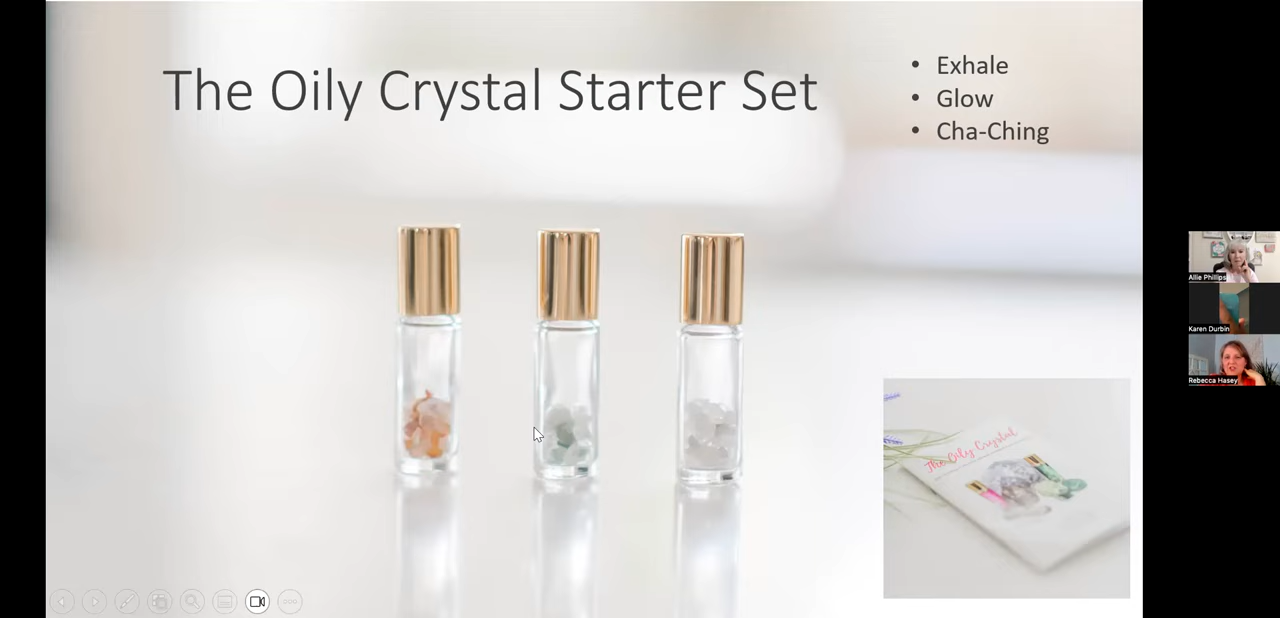 The Oily Crystal Starter Set
• Exhale
• Glow
• Cha-Ching
Allie Phillips
Karen Durbin
Rebecca Hasey
The Oily Crystal